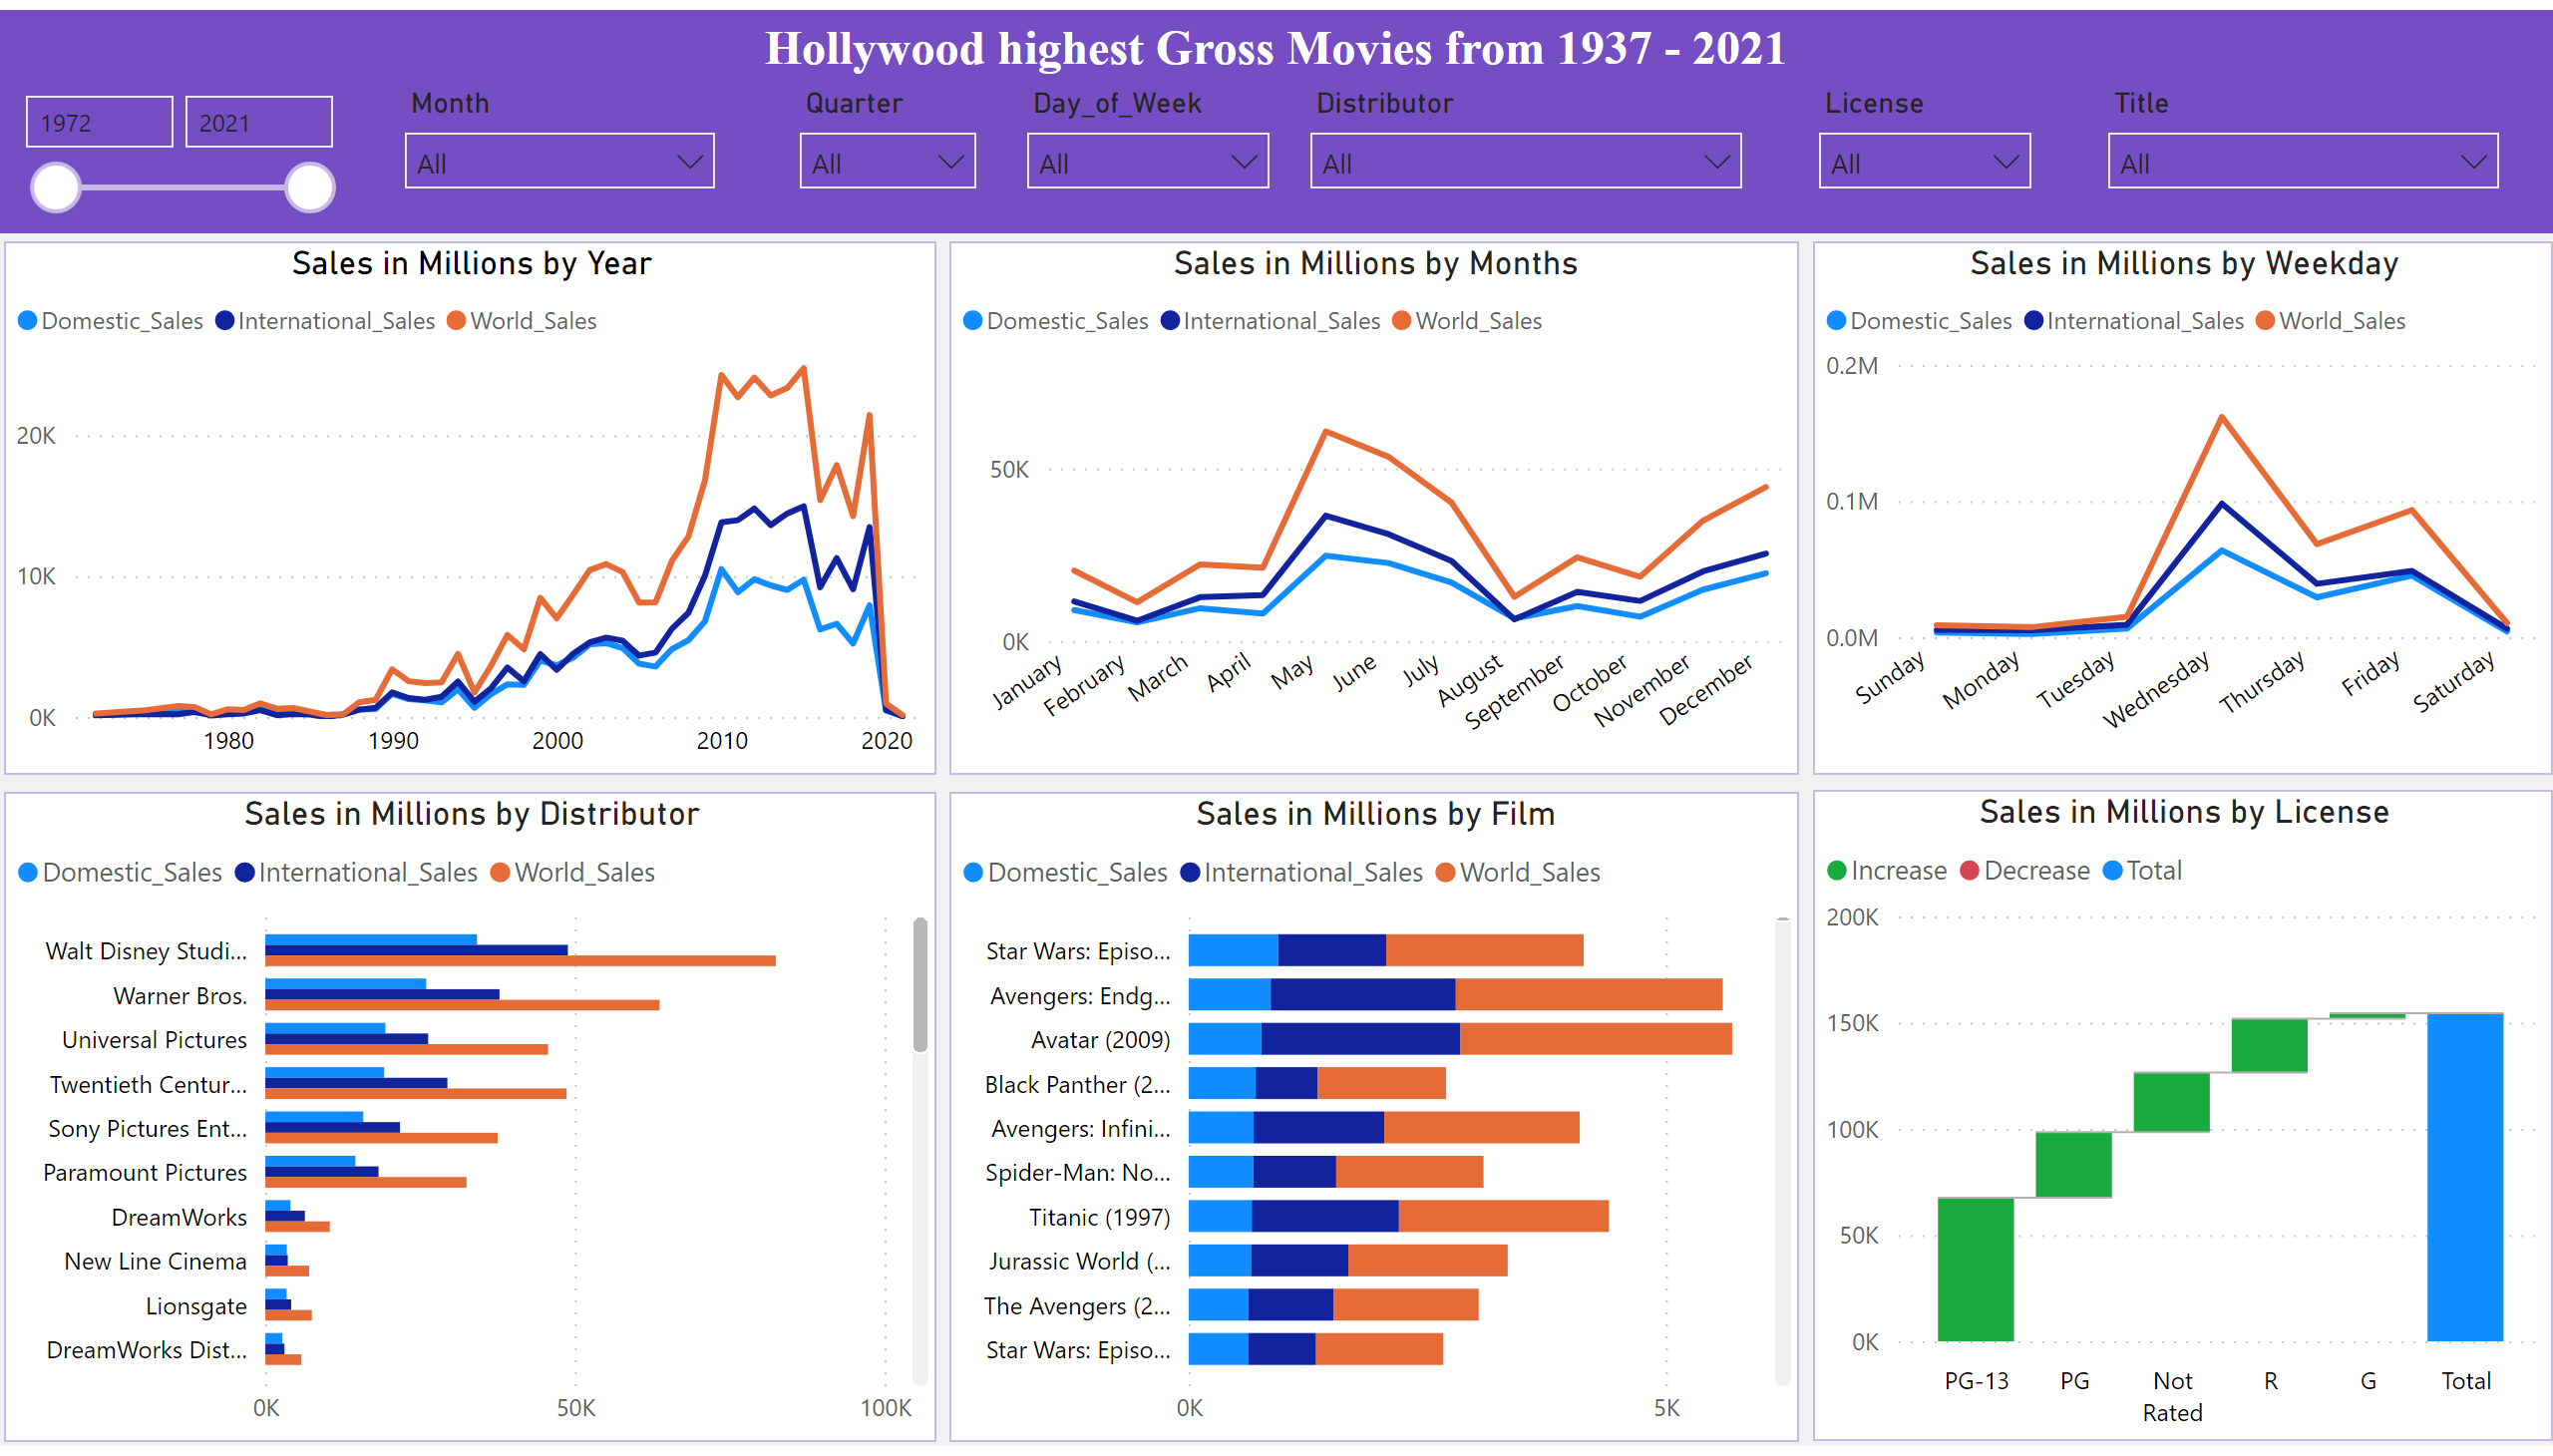 Hollywood highest Gross Movies from 1937 - 2021
1972 2021
Month
All
Quarter
All
Day_of_Week
All
Distributor
All
License
All
Title
All
Sales in Millions by Year
Domestic_Sales International_Sales World_Sales
20K
10K
0K
1980 1990 2000 2010 2020
Sales in Millions by Months
Domestic_Sales International_Sales World_Sales
50K
0K
January February March April May June July August September October November December
Sales in Millions by Weekday
Domestic_Sales International_Sales World_Sales
0.2M
0.1M
0.0M
Sunday Monday Tuesday Wednesday Thursday Friday Saturday
Sales in Millions by Distributor
Domestic_Sales International_Sales World_Sales
Walt Disney Studi...
Warner Bros.
Universal Pictures
Twentieth Centur...
Sony Pictures Ent...
Paramount Pictures
DreamWorks
New Line Cinema
Lionsgate
DreamWorks Dist...
0K 50K 100K
Sales in Millions by Film
Domestic_Sales International_Sales World_Sales
Star Wars: Episo...
Avengers: Endg...
Avatar (2009)
Black Panther (2...
Avengers: Infini...
Spider-Man: No...
Titanic (1997)
Jurassic World (...
The Avengers (2...
Star Wars: Episo...
0K 5K
Sales in Millions by License
Increase Decrease Total
200K
150K
100K
50K
0K
PG-13 PG Not R G Total
Rated